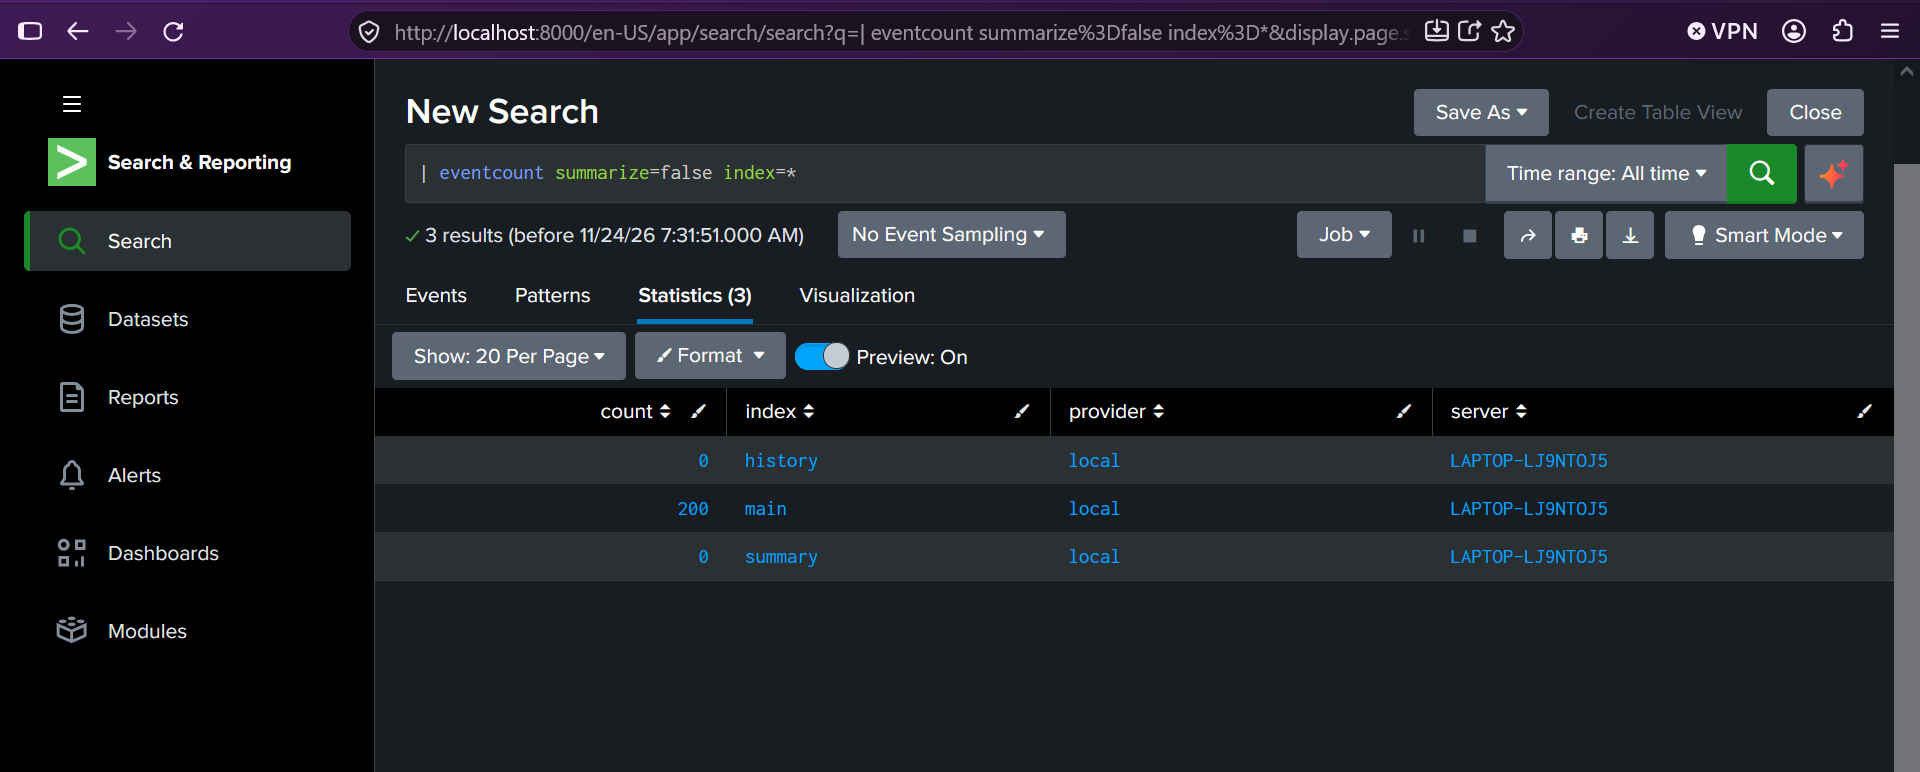 http://localhost:8000/en-US/app/search/search?q=| eventcount summarize%3Dfalse index%3D*&display.page.s
VPN
Search & Reporting
Search
Datasets
Reports
Alerts
Dashboards
Modules
New Search
Save As
Create Table View
Close
| eventcount summarize=false index=*
Time range: All time
3 results (before 11/24/26 7:31:51.000 AM)
No Event Sampling
Job
Smart Mode
Events
Patterns
Statistics (3)
Visualization
Show: 20 Per Page
Format
Preview: On
count index provider server
0 history local LAPTOP-LJ9NTOJ5
200 main local LAPTOP-LJ9NTOJ5
0 summary local LAPTOP-LJ9NTOJ5